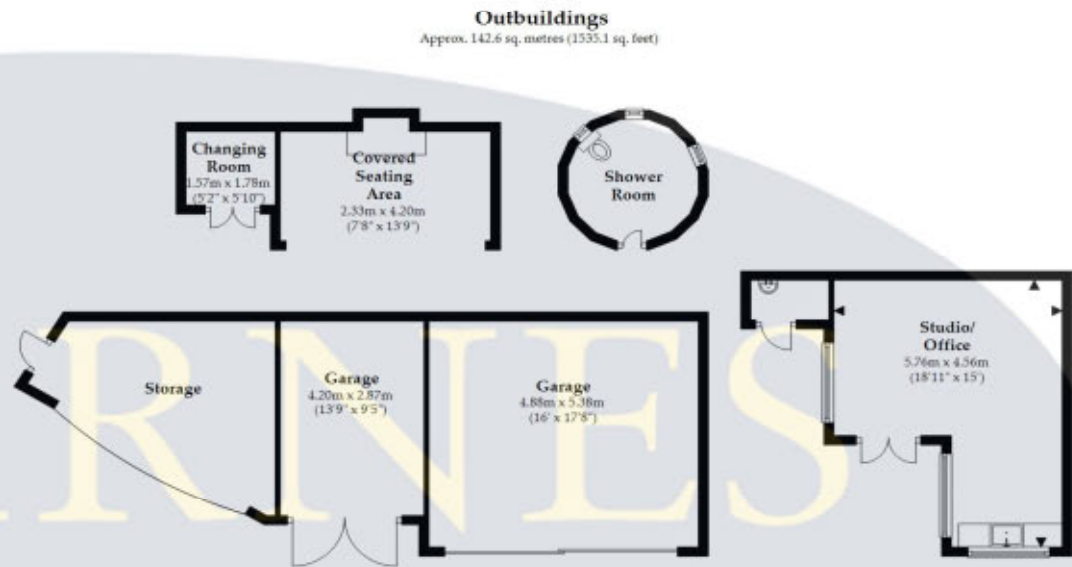 Outbuildings
Approx. 142.6 sq. metres (1535.1 sq. feet)
Changing
Room
1.57m x 1.78m
(5'2" x 5'10")
Covered
Seating
Area
2.33m x 4.20m
(7'8" x 13'9")
Shower
Room
Storage
Garage
4.20m x 2.87m
(13'9" x 9'5")
Garage
4.88m x 5.38m
(16' x 17'8")
Studio/
Office
5.76m x 4.56m
(18'11" x 15')
RNES